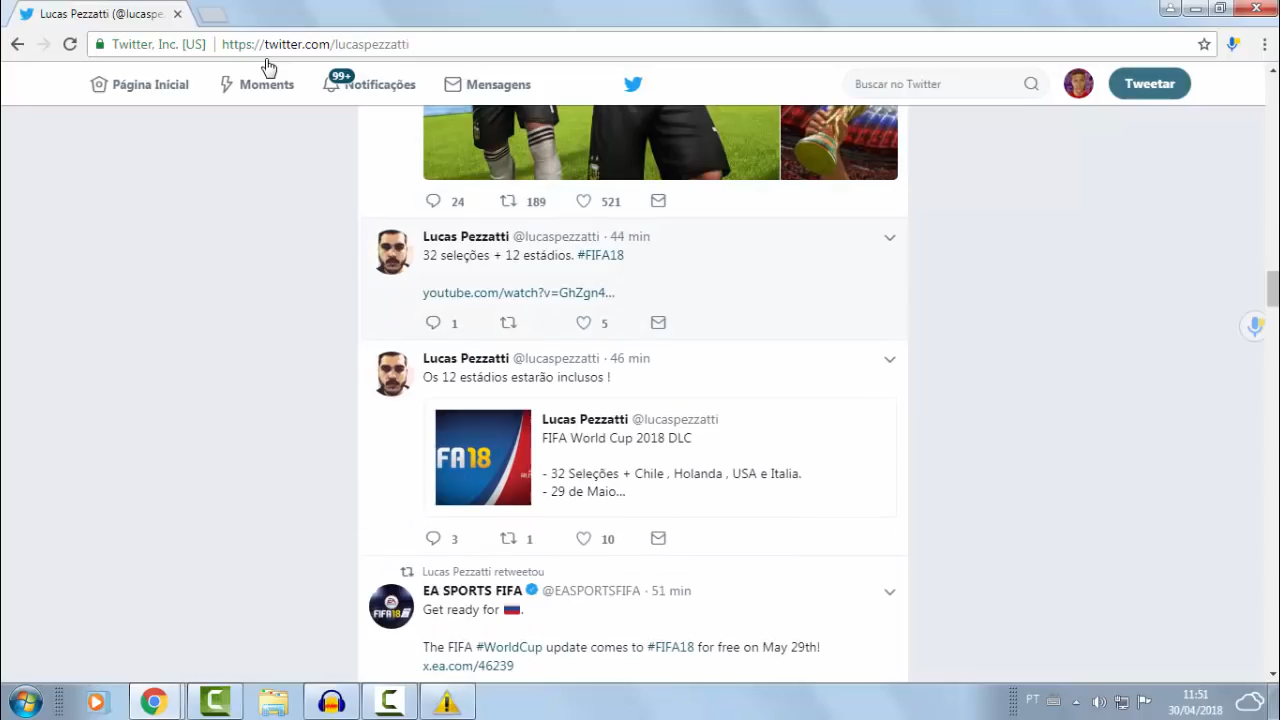 Lucas Pezzatti (@lucaspe
Twitter, Inc. [US]
https://twitter.com/lucaspezzatti
Página Inicial
Moments
99+
Notificações
Mensagens
Buscar no Twitter
Tweetar
24
189
521
Lucas Pezzatti @lucaspezzatti · 44 min
32 seleções + 12 estádios. #FIFA18
youtube.com/watch?v=GhZgn4...
1
5
Lucas Pezzatti @lucaspezzatti · 46 min
Os 12 estádios estarão inclusos !
FA18
Lucas Pezzatti @lucaspezzatti
FIFA World Cup 2018 DLC
- 32 Seleções + Chile , Holanda , USA e Italia.
- 29 de Maio...
3
1
10
Lucas Pezzatti retweetou
FIFA18
EA SPORTS FIFA @EASPORTSFIFA · 51 min
Get ready for
The FIFA #WorldCup update comes to #FIFA18 for free on May 29th!
x.ea.com/46239
PT
11:51
30/04/2018